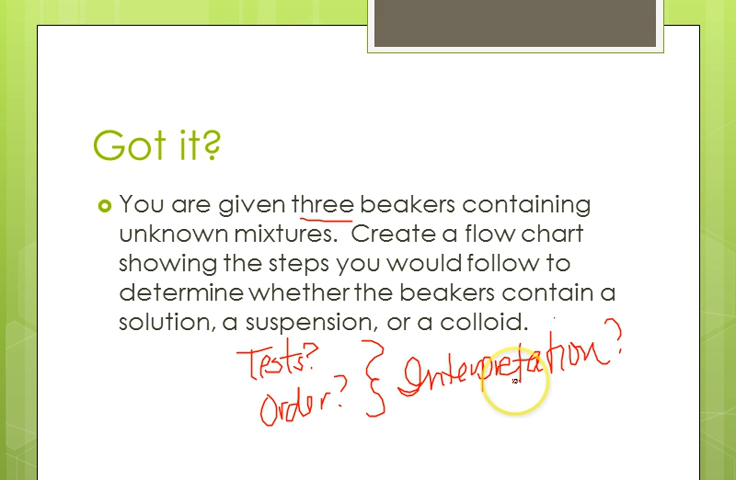 Got it?
You are given three beakers containing
unknown mixtures. Create a flow chart
showing the steps you would follow to
determine whether the beakers contain a
solution, a suspension, or a colloid.
Tests?
Order?
Interpretation?